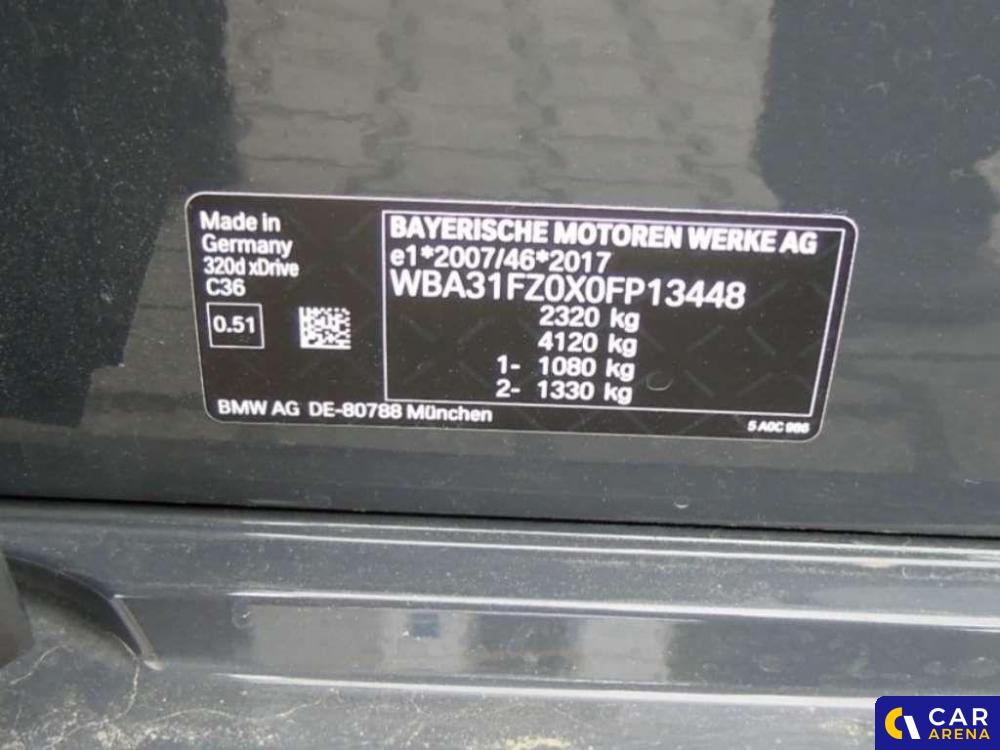 Made in
Germany
320d xDrive
C36
0.51
BAYERISCHE MOTOREN WERKE AG
e1*2007/46*2017
WBA31FZ0X0FP13448
2320 kg
4120 kg
1- 1080 kg
2- 1330 kg
BMW AG DE-80788 München
5 A0C 986
CAR
ARENA